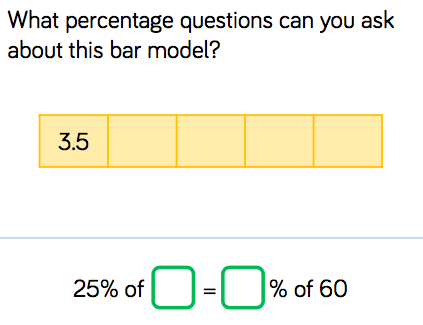 What percentage questions can you ask
about this bar model?
3.5
25% of = % of 60